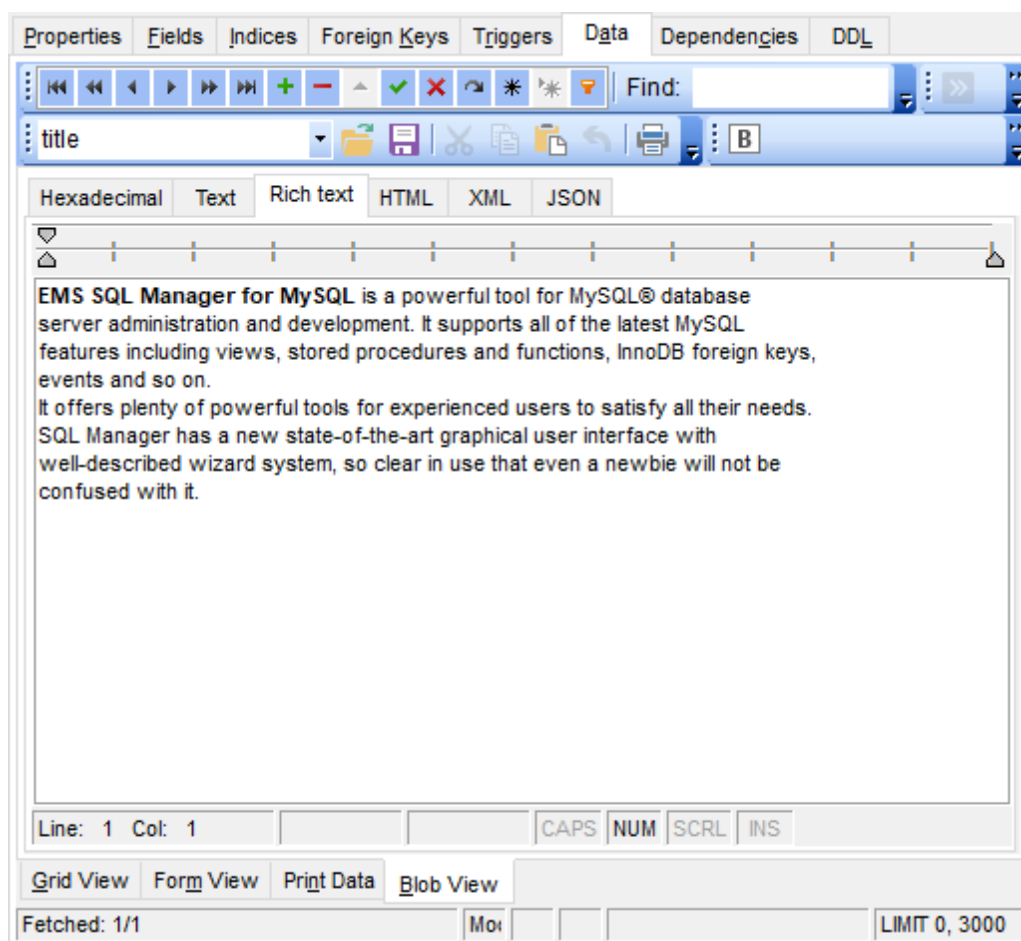 Properties Fields Indices Foreign Keys Triggers Data Dependencies DDL
Find:
title B
Hexadecimal Text Rich text HTML XML JSON
EMS SQL Manager for MySQL is a powerful tool for MySQL® database
server administration and development. It supports all of the latest MySQL
features including views, stored procedures and functions, InnoDB foreign keys,
events and so on.
It offers plenty of powerful tools for experienced users to satisfy all their needs.
SQL Manager has a new state-of-the-art graphical user interface with
well-described wizard system, so clear in use that even a newbie will not be
confused with it.
Line: 1 Col: 1 CAPS NUM SCRL INS
Grid View Form View Print Data Blob View
Fetched: 1/1 LIMIT 0, 3000